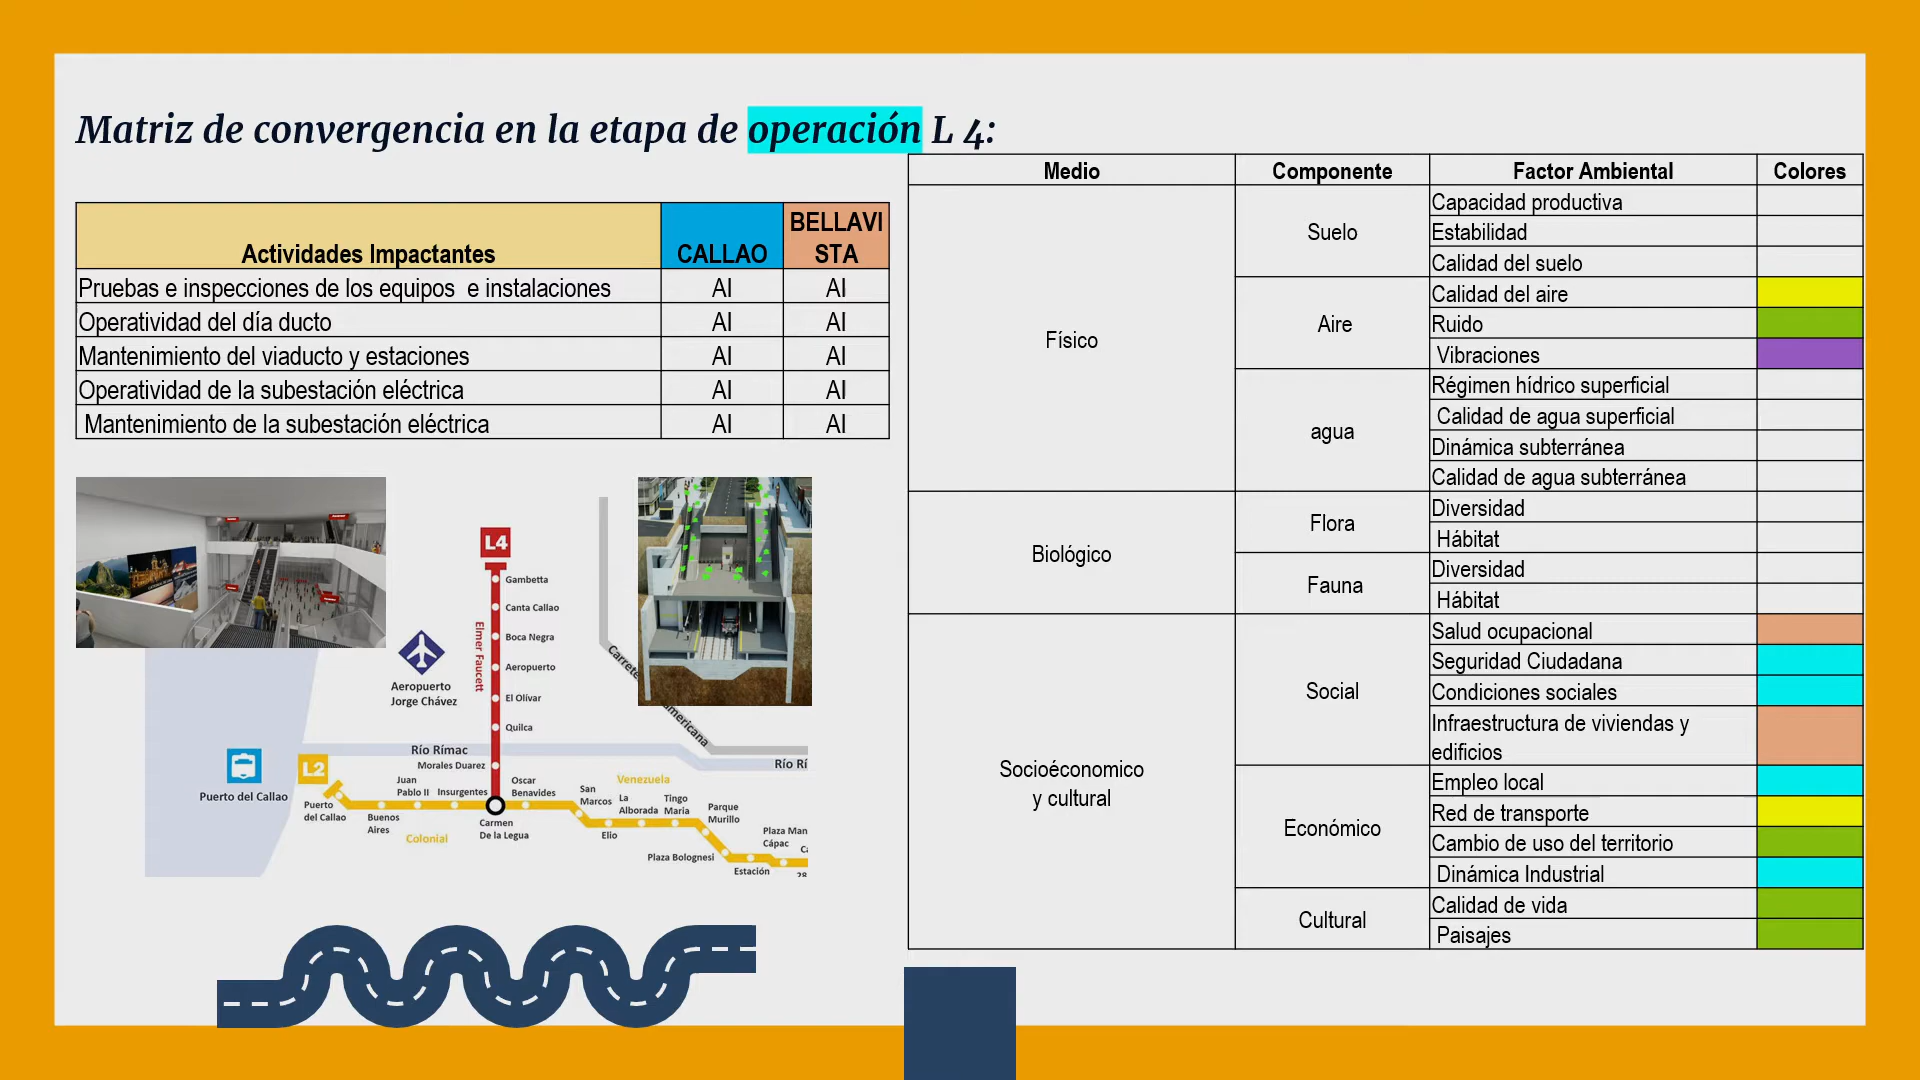 Matriz de convergencia en la etapa de operación L 4:
Actividades Impactantes CALLAO BELLAVI
STA
Pruebas e inspecciones de los equipos e instalaciones AI AI
Operatividad del día ducto AI AI
Mantenimiento del viaducto y estaciones AI AI
Operatividad de la subestación eléctrica AI AI
Mantenimiento de la subestación eléctrica AI AI
L4
Gambetta
Canta Callao
Boca Negra
Aeropuerto
El Olívar
Quilca
Morales Duarez
Elmer Faucett
Aeropuerto
Jorge Chávez
Carrete
americana
Río Rímac
Río Rí
Puerto del Callao
L2
Puerto
del Callao
Buenos
Aires
Juan
Pablo II
Insurgentes
Colonial
Carmen
De la Legua
Oscar
Benavides
Venezuela
San
Marcos
Elio
La
Alborada
Tingo
Maria
Parque
Murillo
Plaza Bolognesi
Estación
Plaza Man
Cápac
Ca
28
Medio Componente Factor Ambiental Colores
Físico
Suelo
Capacidad productiva
Estabilidad
Calidad del suelo
Aire
Calidad del aire
Ruido
Vibraciones
agua
Régimen hídrico superficial
Calidad de agua superficial
Dinámica subterránea
Calidad de agua subterránea
Biológico
Flora
Diversidad
Hábitat
Fauna
Diversidad
Hábitat
Socioéconomico
y cultural
Social
Salud ocupacional
Seguridad Ciudadana
Condiciones sociales
Infraestructura de viviendas y
edificios
Económico
Empleo local
Red de transporte
Cambio de uso del territorio
Dinámica Industrial
Cultural
Calidad de vida
Paisajes